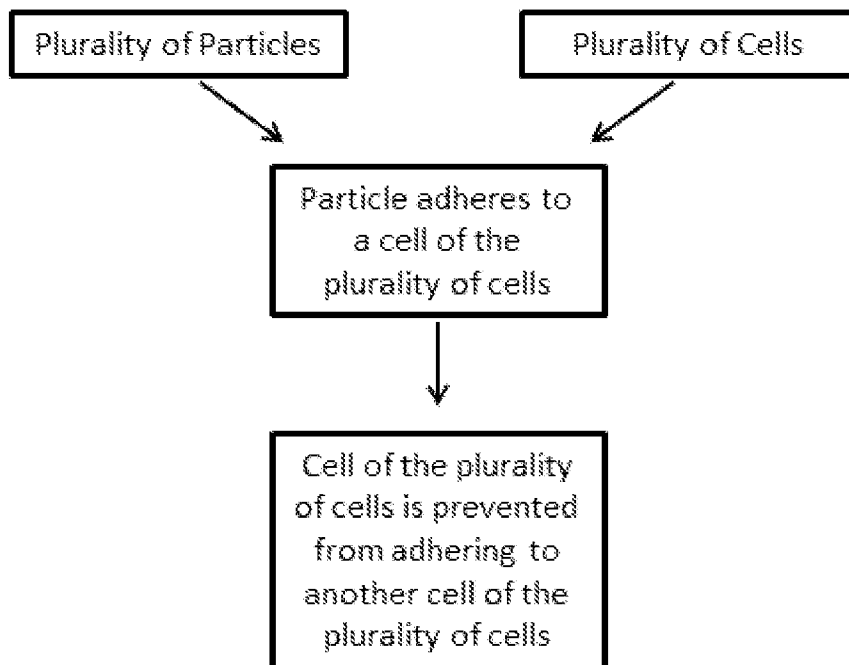 Plurality of Particles
Plurality of Cells
Particle adheres to
a cell of the
plurality of cells
Cell of the plurality
of cells is prevented
from adhering to
another cell of the
plurality of cells